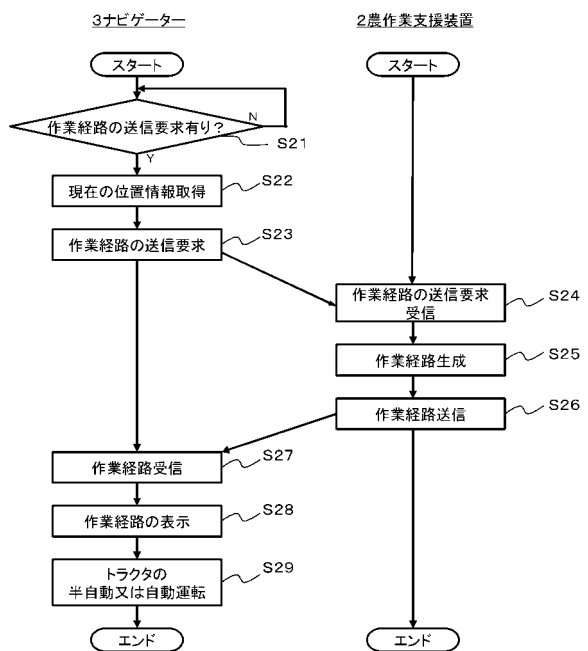 3ナビゲーター
スタート
作業経路の送信要求有り？
N
S21
Y
現在の位置情報取得
S22
作業経路の送信要求
S23
作業経路受信
S27
作業経路の表示
S28
トラクタの
半自動又は自動運転
S29
エンド
2農作業支援装置
スタート
作業経路の送信要求
受信
S24
作業経路生成
S25
作業経路送信
S26
エンド